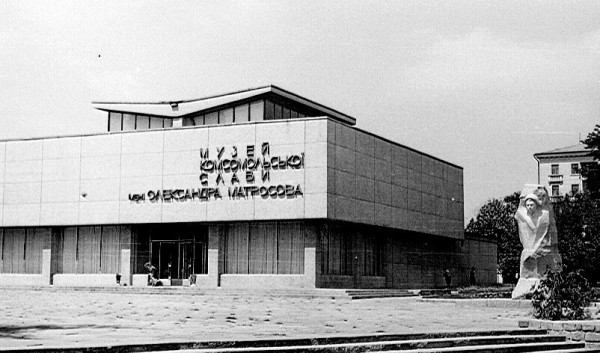 МУЗЕЙ
КОМСОМОЛЬСЬКОЇ
СЛАВИ
імені ОЛЕКСАНДРА МАТРОСОВА